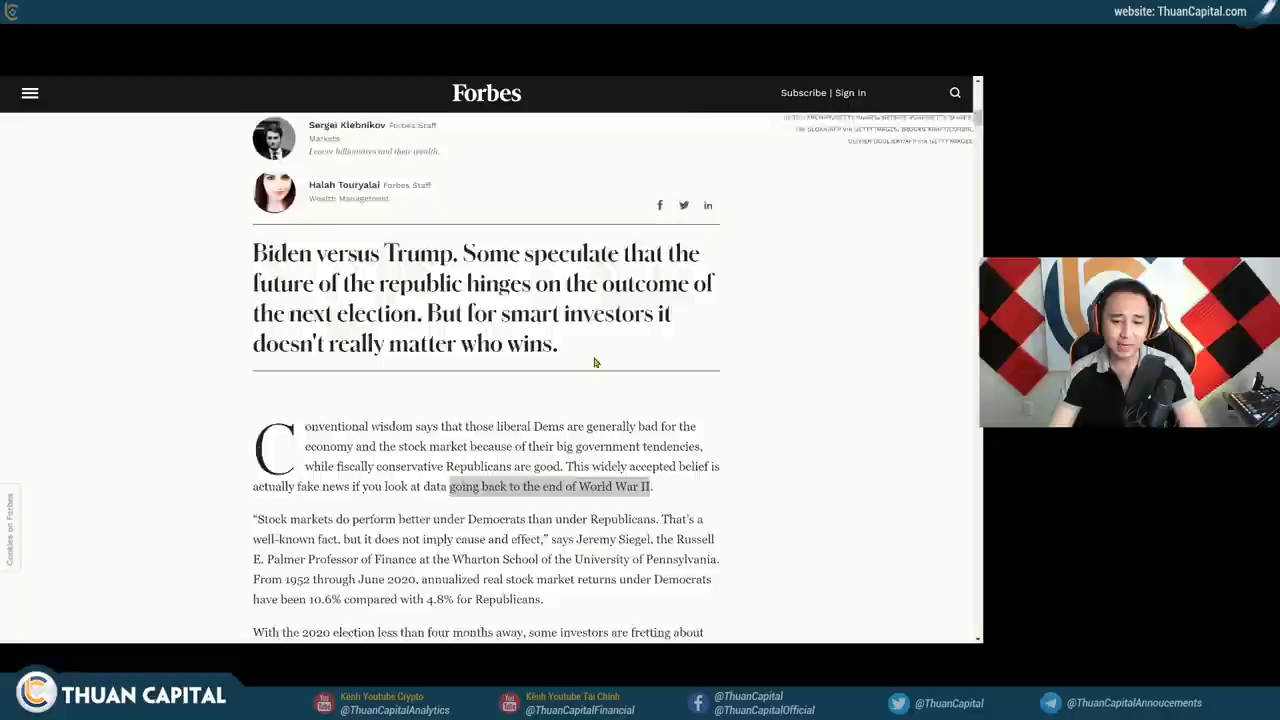 website: ThuanCapital.com
Forbes
Subscribe | Sign In
Sergei Klebnikov Forbes Staff
Markets
I cover billionaires and their wealth.
Halah Touryalai Forbes Staff
Wealth Management
Biden versus Trump. Some speculate that the
future of the republic hinges on the outcome of
the next election. But for smart investors it
doesn't really matter who wins.
Conventional wisdom says that those liberal Dems are generally bad for the
economy and the stock market because of their big government tendencies,
while fiscally conservative Republicans are good. This widely accepted belief is
actually fake news if you look at data going back to the end of World War II.
“Stock markets do perform better under Democrats than under Republicans. That’s a
well-known fact, but it does not imply cause and effect,” says Jeremy Siegel, the Russell
E. Palmer Professor of Finance at the Wharton School of the University of Pennsylvania.
From 1952 through June 2020, annualized real stock market returns under Democrats
have been 10.6% compared with 4.8% for Republicans.
With the 2020 election less than four months away, some investors are fretting about
Cookies on Forbes
THUAN CAPITAL
Kênh Youtube Crypto
@ThuanCapitalAnalytics
Kênh Youtube Tài Chính
@ThuanCapitalFinancial
@ThuanCapital
@ThuanCapitalOfficial
@ThuanCapital
@ThuanCapitalAnnoucements